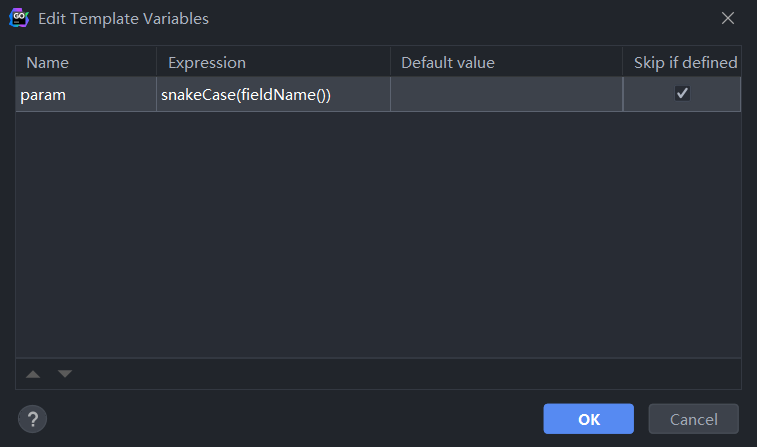 GO Edit Template Variables
Name Expression Default value Skip if defined
param snakeCase(fieldName())
? OK Cancel